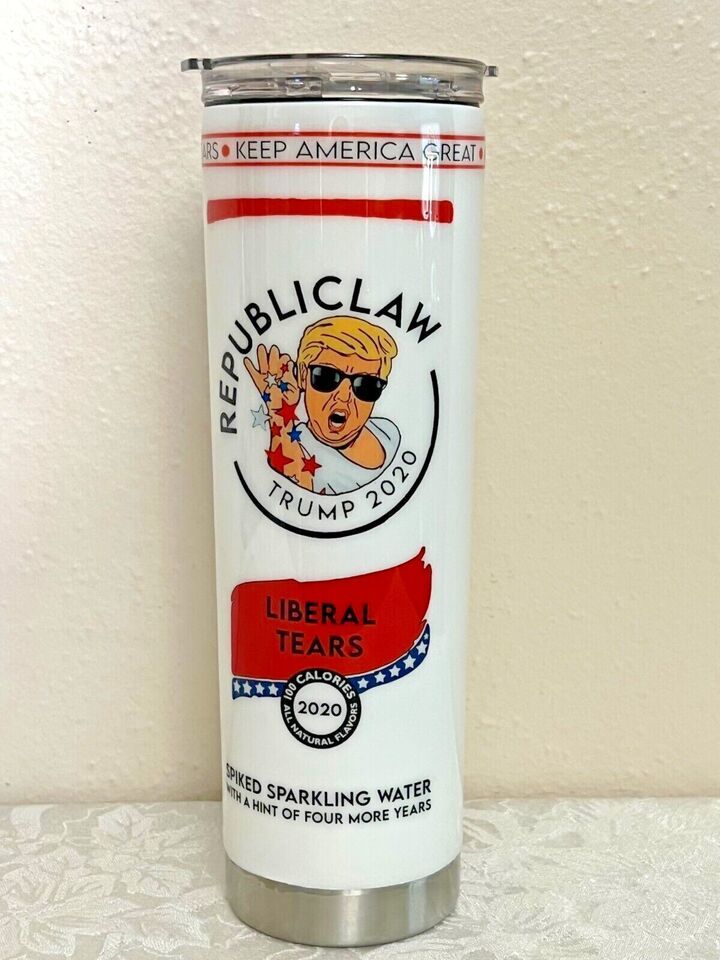 ARS • KEEP AMERICA GREAT •
REPUBLICLAW
TRUMP 2020
LIBERAL
TEARS
100 CALORIES
2020
ALL NATURAL FLAVORS
SPIKED SPARKLING WATER
WITH A HINT OF FOUR MORE YEARS